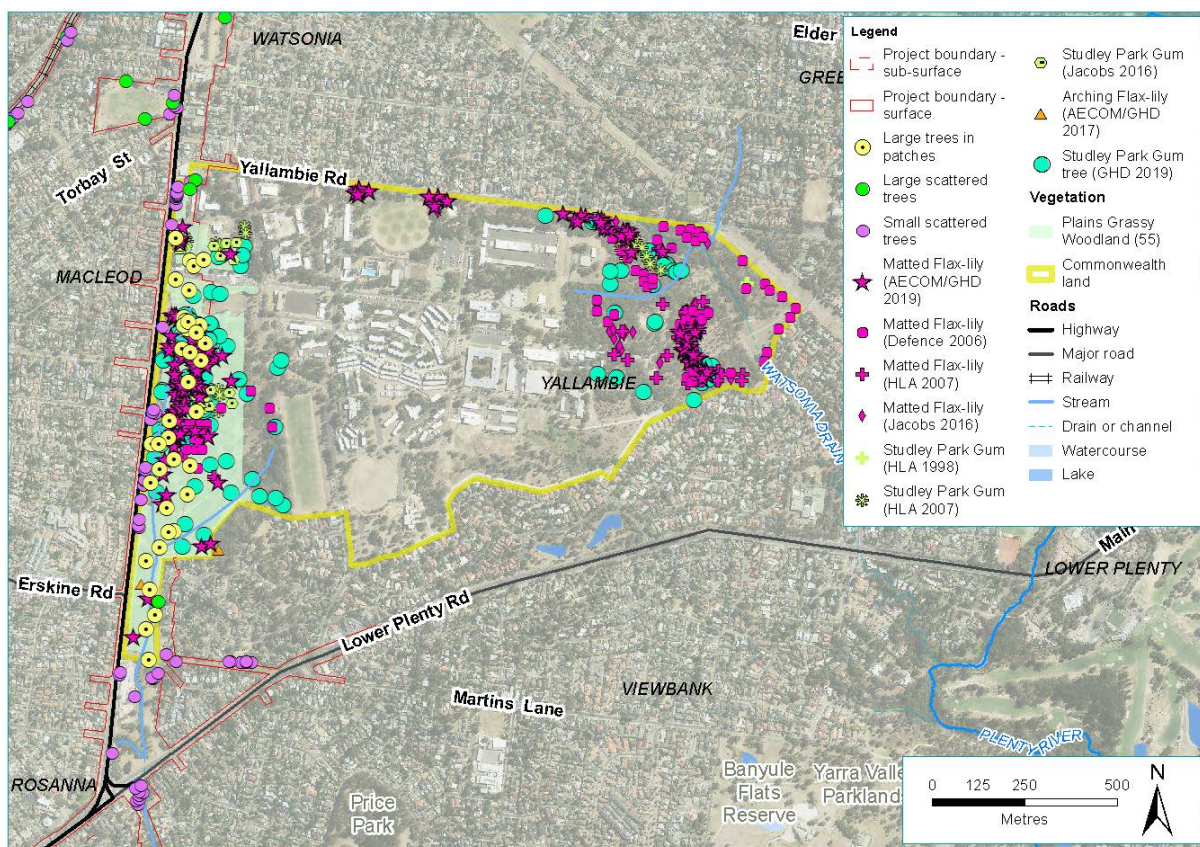 WATSONIA
Elder
GREE
Torbay St
Yallambie Rd
MACLEOD
YALLAMBIE
WATSONIA DRAIN
Erskine Rd
Lower Plenty Rd
Main
LOWER PLENTY
Martins Lane
VIEWBANK
PLENTY RIVER
ROSANNA
Price
Park
Banyule
Flats
Reserve
Yarra Valle
Parklands
Legend
Project boundary -
sub-surface
Project boundary -
surface
Large trees in
patches
Large scattered
trees
Small scattered
trees
Matted Flax-lily
(AECOM/GHD
2019)
Matted Flax-lily
(Defence 2006)
Matted Flax-lily
(HLA 2007)
Matted Flax-lily
(Jacobs 2016)
Studley Park Gum
(HLA 1998)
Studley Park Gum
(HLA 2007)
Studley Park Gum
(Jacobs 2016)
Arching Flax-lily
(AECOM/GHD
2017)
Studley Park Gum
tree (GHD 2019)
Vegetation
Plains Grassy
Woodland (55)
Commonwealth
land
Roads
Highway
Major road
Railway
Stream
Drain or channel
Watercourse
Lake
0 125 250 500
Metres
N